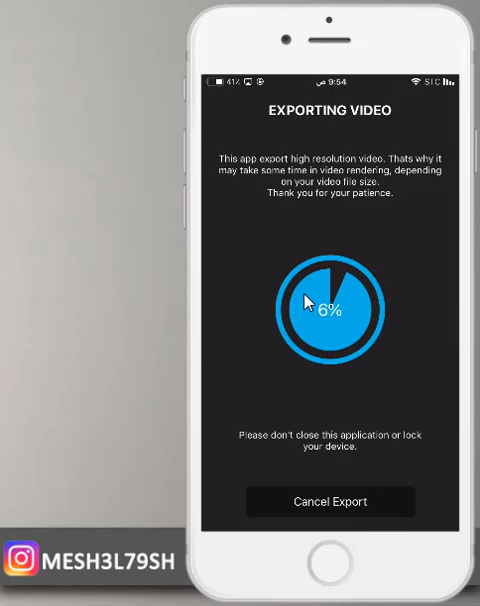 41٪ 9:54 ص STC
EXPORTING VIDEO
This app export high resolution video. Thats why it
may take some time in video rendering, depending
on your video file size.
Thank you for your patience.
6%
Please don't close this application or lock
your device.
Cancel Export
MESH3L79SH